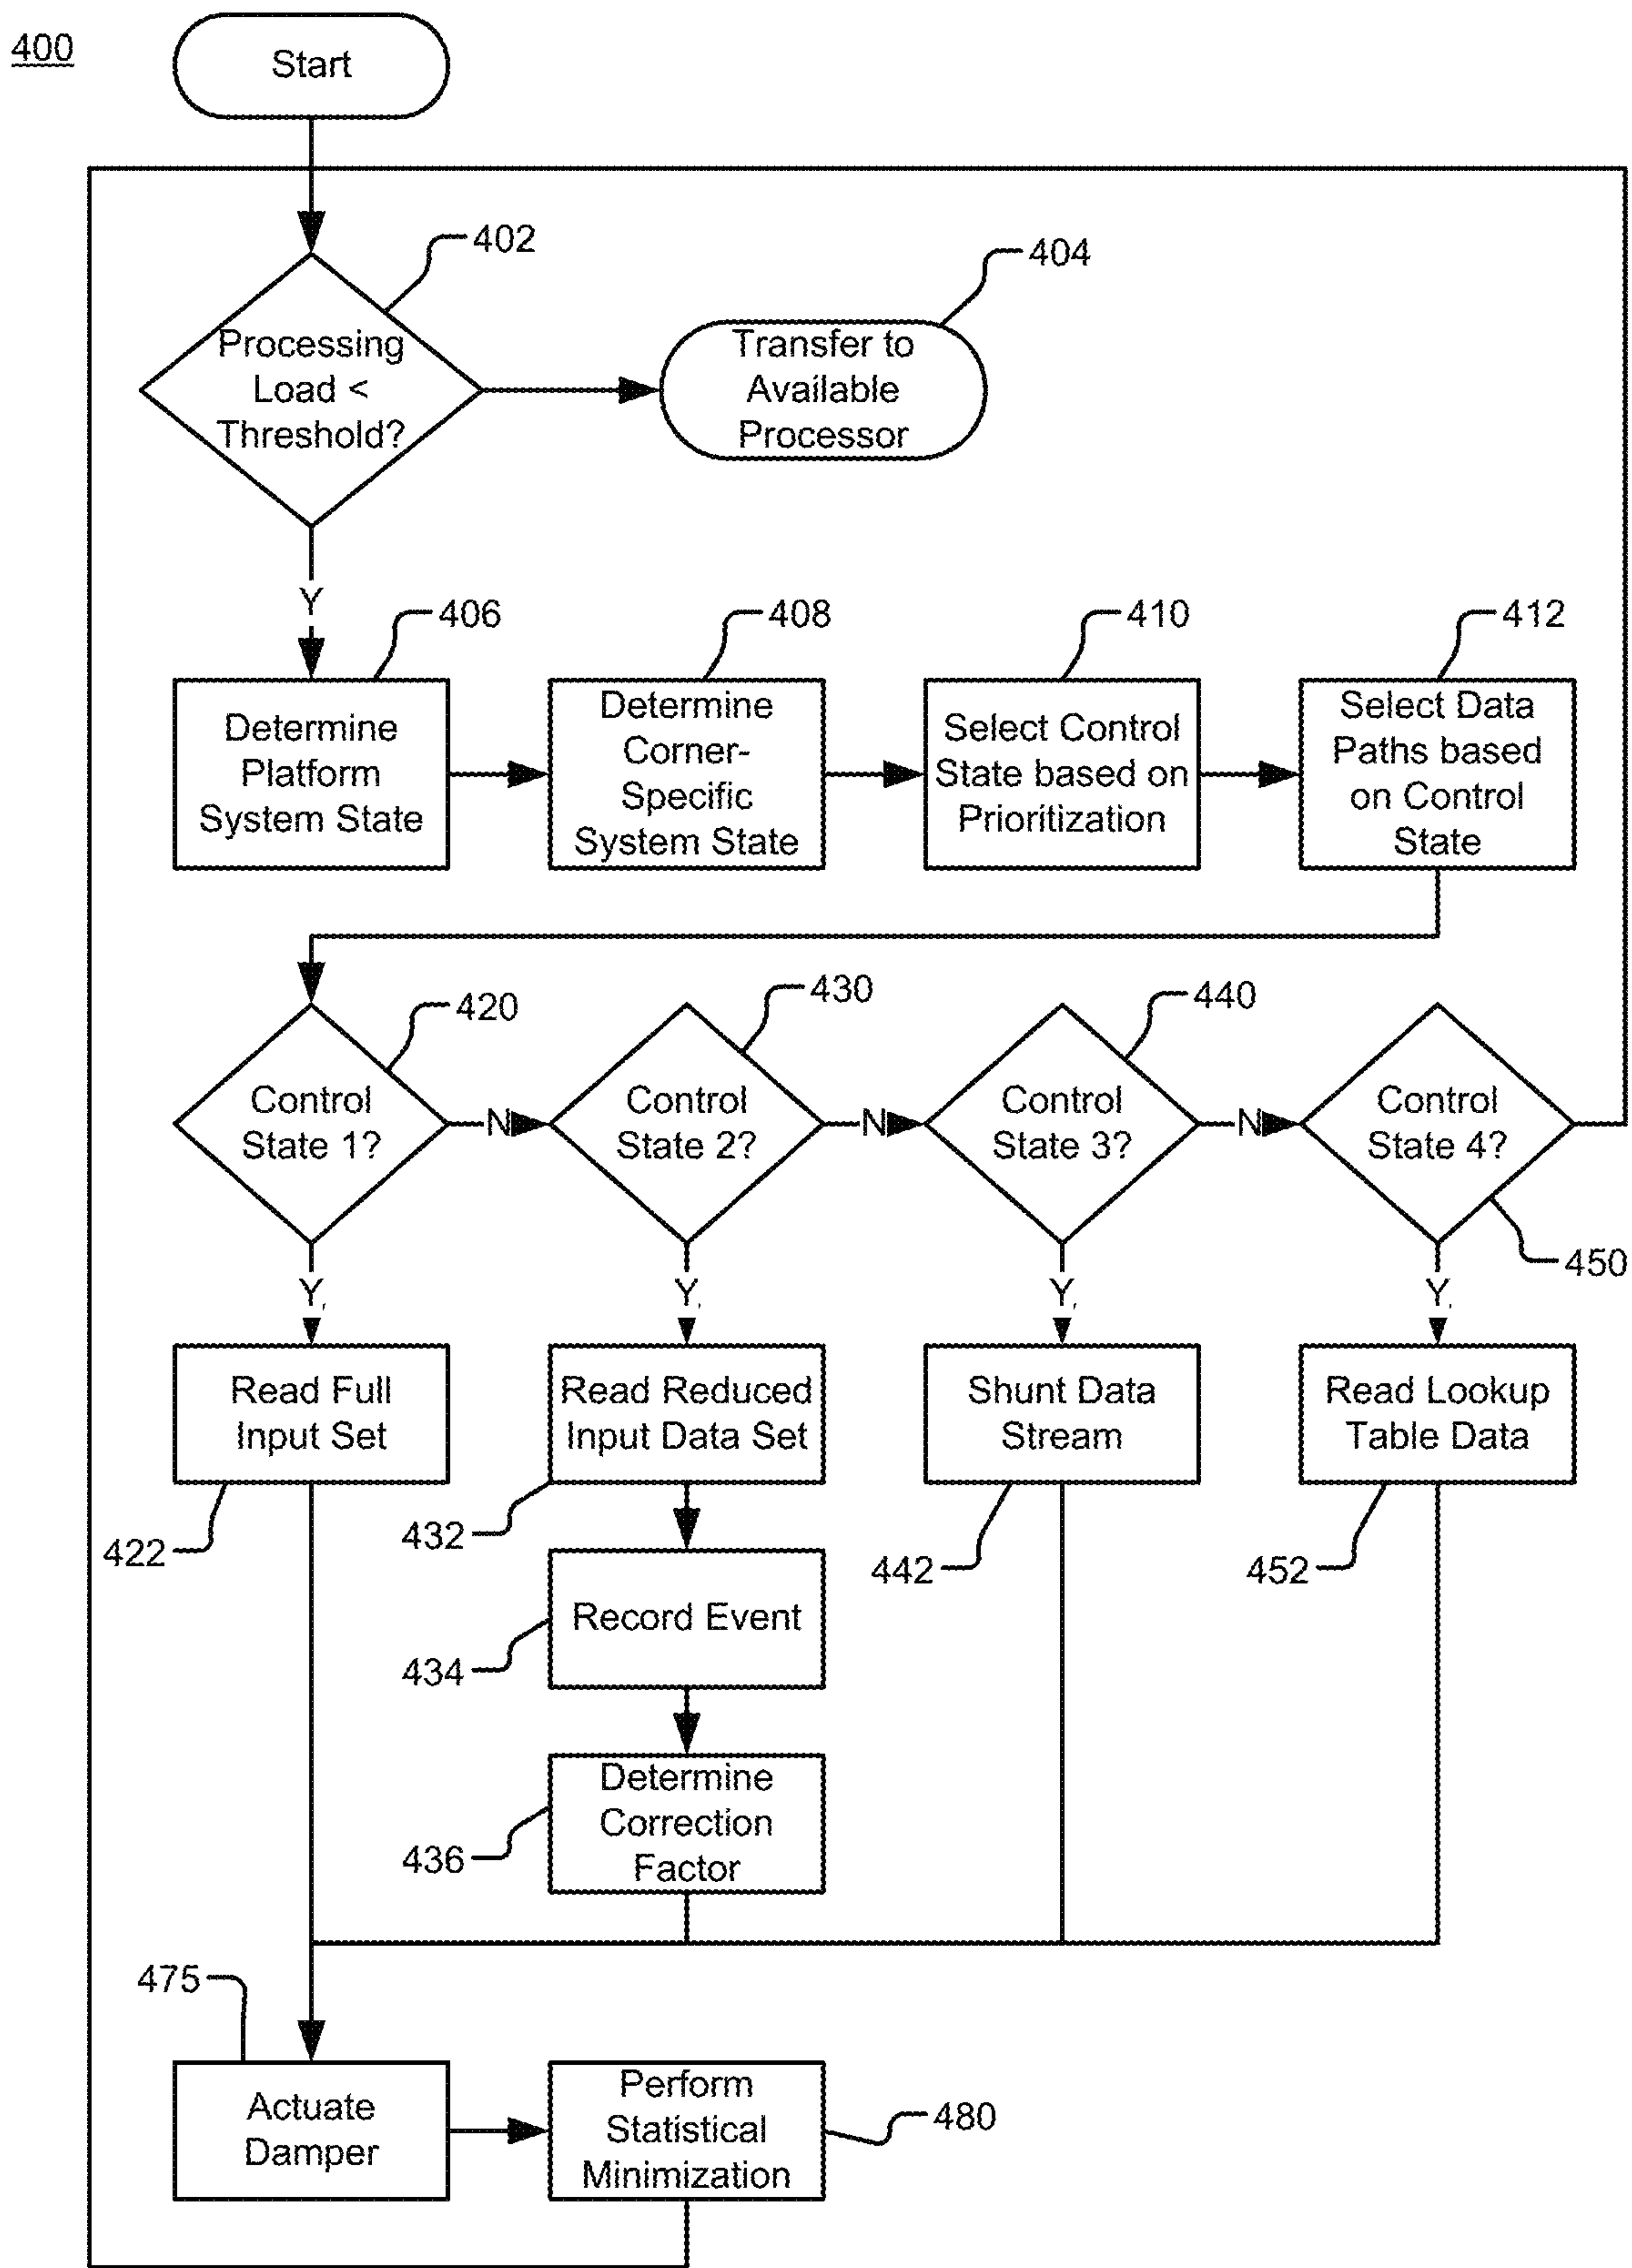 400
Start
402
404
Processing
Load <
Threshold?
Transfer to
Available
Processor
Y
406
408
410
412
Determine
Platform
System State
Determine
Corner-
Specific
System State
Select Control
State based on
Prioritization
Select Data
Paths based
on Control
State
420
430
440
450
Control
State 1?
N
Control
State 2?
N
Control
State 3?
N
Control
State 4?
Y
Y
Y
Y
Read Full
Input Set
Read Reduced
Input Data Set
Shunt Data
Stream
Read Lookup
Table Data
422
432
442
452
Record Event
434
Determine
Correction
Factor
436
475
Actuate
Damper
Perform
Statistical
Minimization
480